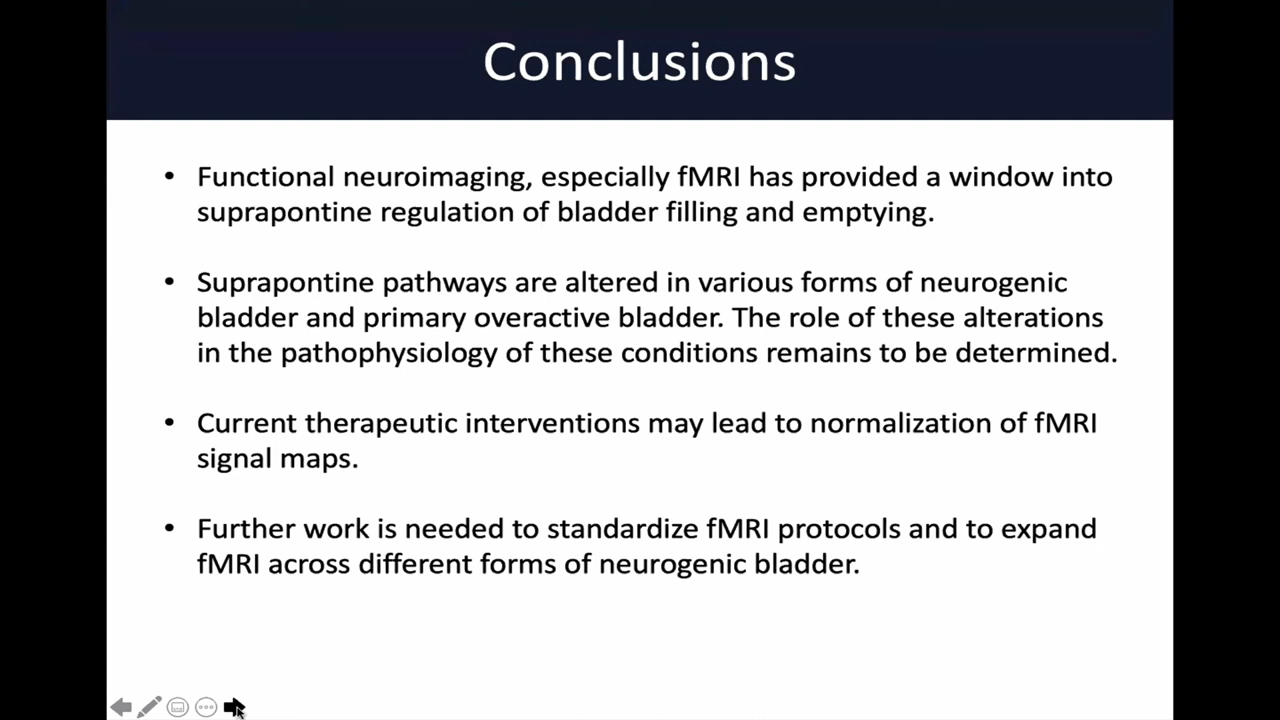 Conclusions
• Functional neuroimaging, especially fMRI has provided a window into
suprapontine regulation of bladder filling and emptying.
• Suprapontine pathways are altered in various forms of neurogenic
bladder and primary overactive bladder. The role of these alterations
in the pathophysiology of these conditions remains to be determined.
• Current therapeutic interventions may lead to normalization of fMRI
signal maps.
• Further work is needed to standardize fMRI protocols and to expand
fMRI across different forms of neurogenic bladder.